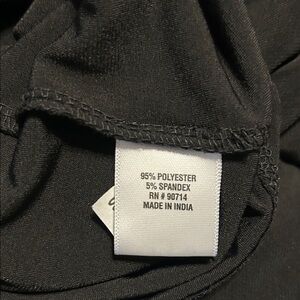 95% POLYESTER
5% SPANDEX
RN # 90714
MADE IN INDIA